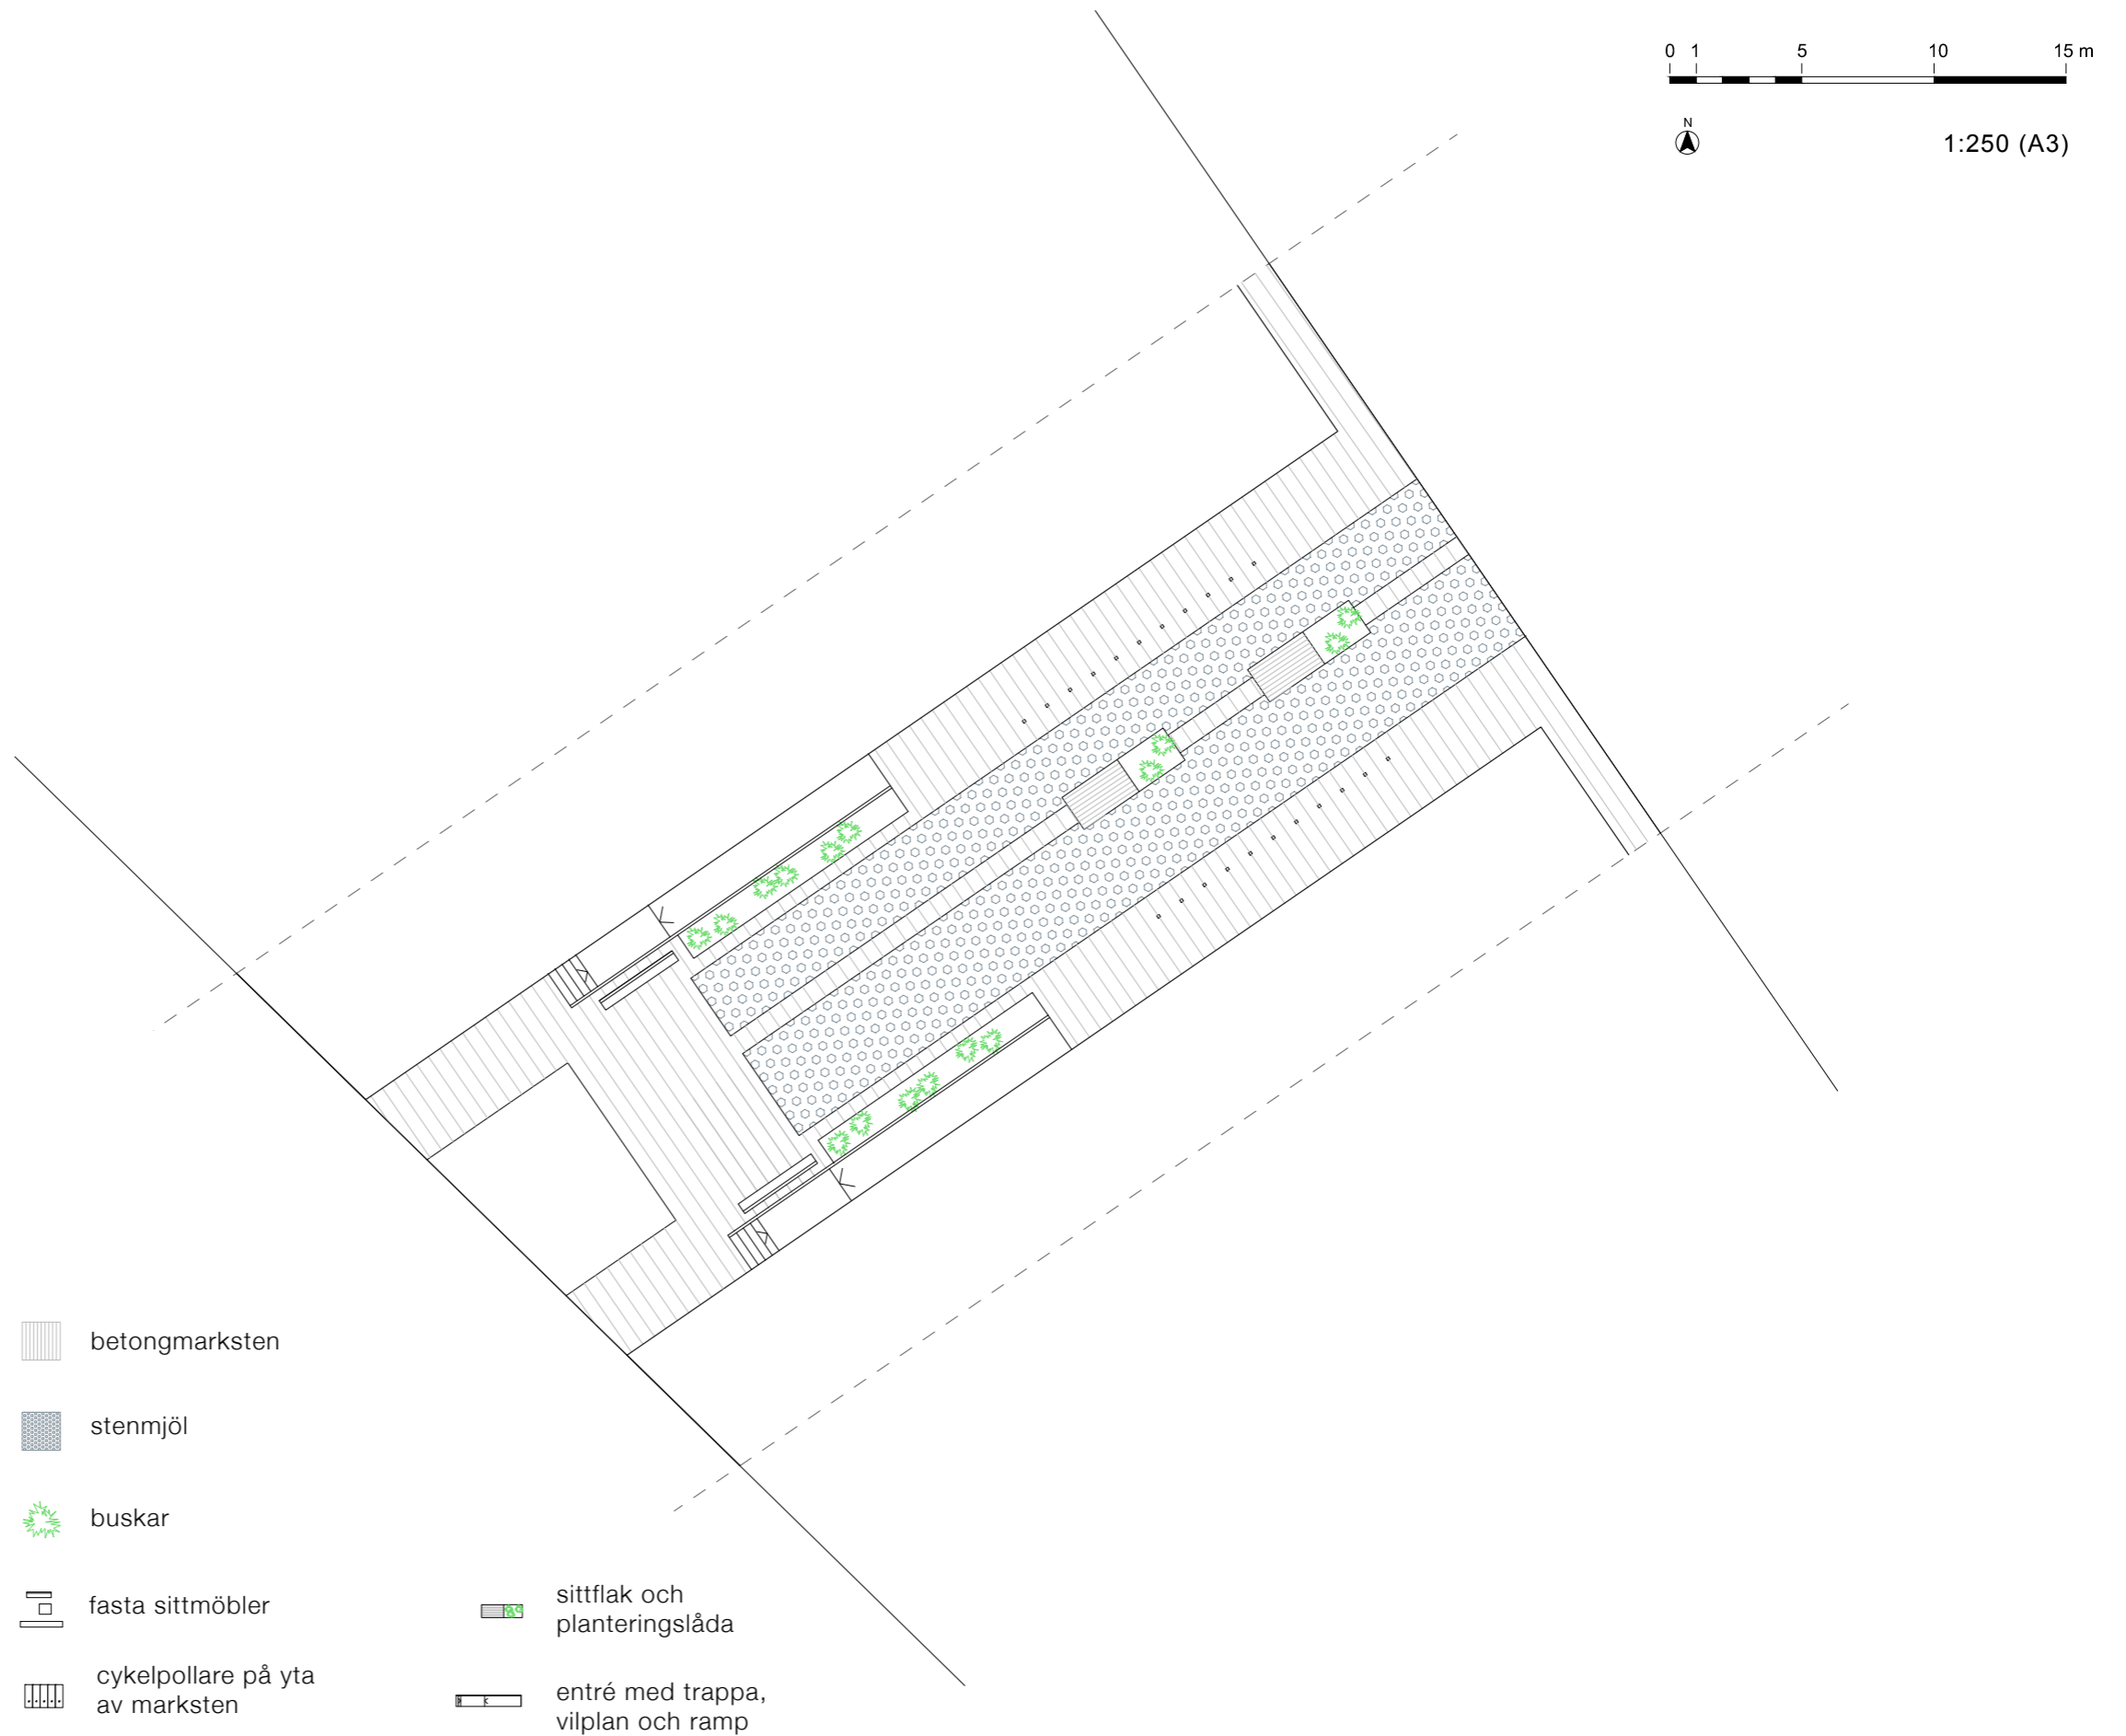 0 1 5 10 15 m
N
1:250 (A3)
betongmarksten
stenmjöl
buskar
fasta sittmöbler
cykelpollare på yta
av marksten
sittflak och
planteringslåda
entré med trappa,
vilplan och ramp